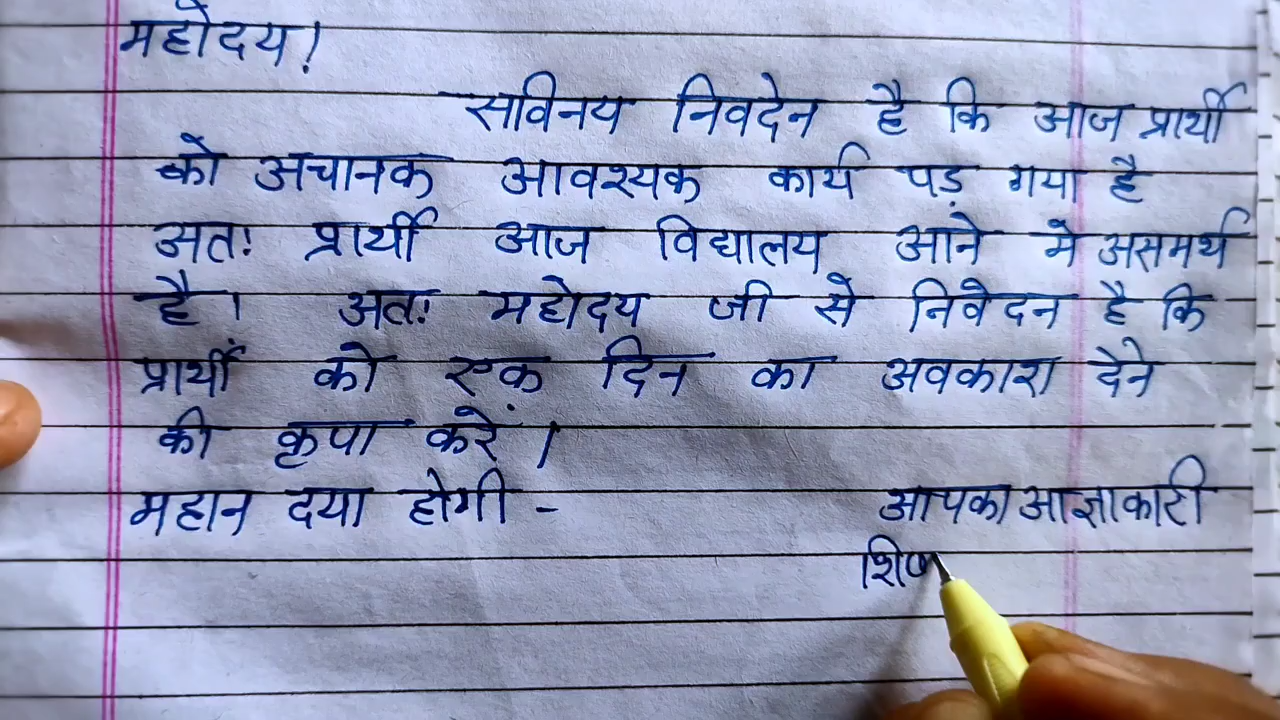 महोदय!
सविनय निवदेन है कि आज प्रार्थी
को अचानक आवश्यक कार्य पड़ गया है
अतः प्रार्थी आज विद्यालय आने मे असमर्थ
है। अतः महोदय जी से निवेदन है कि
प्रार्थी को एक दिन का अवकाश देने
की कृपा करें।
महान दया होगी - आपका आज्ञाकारी